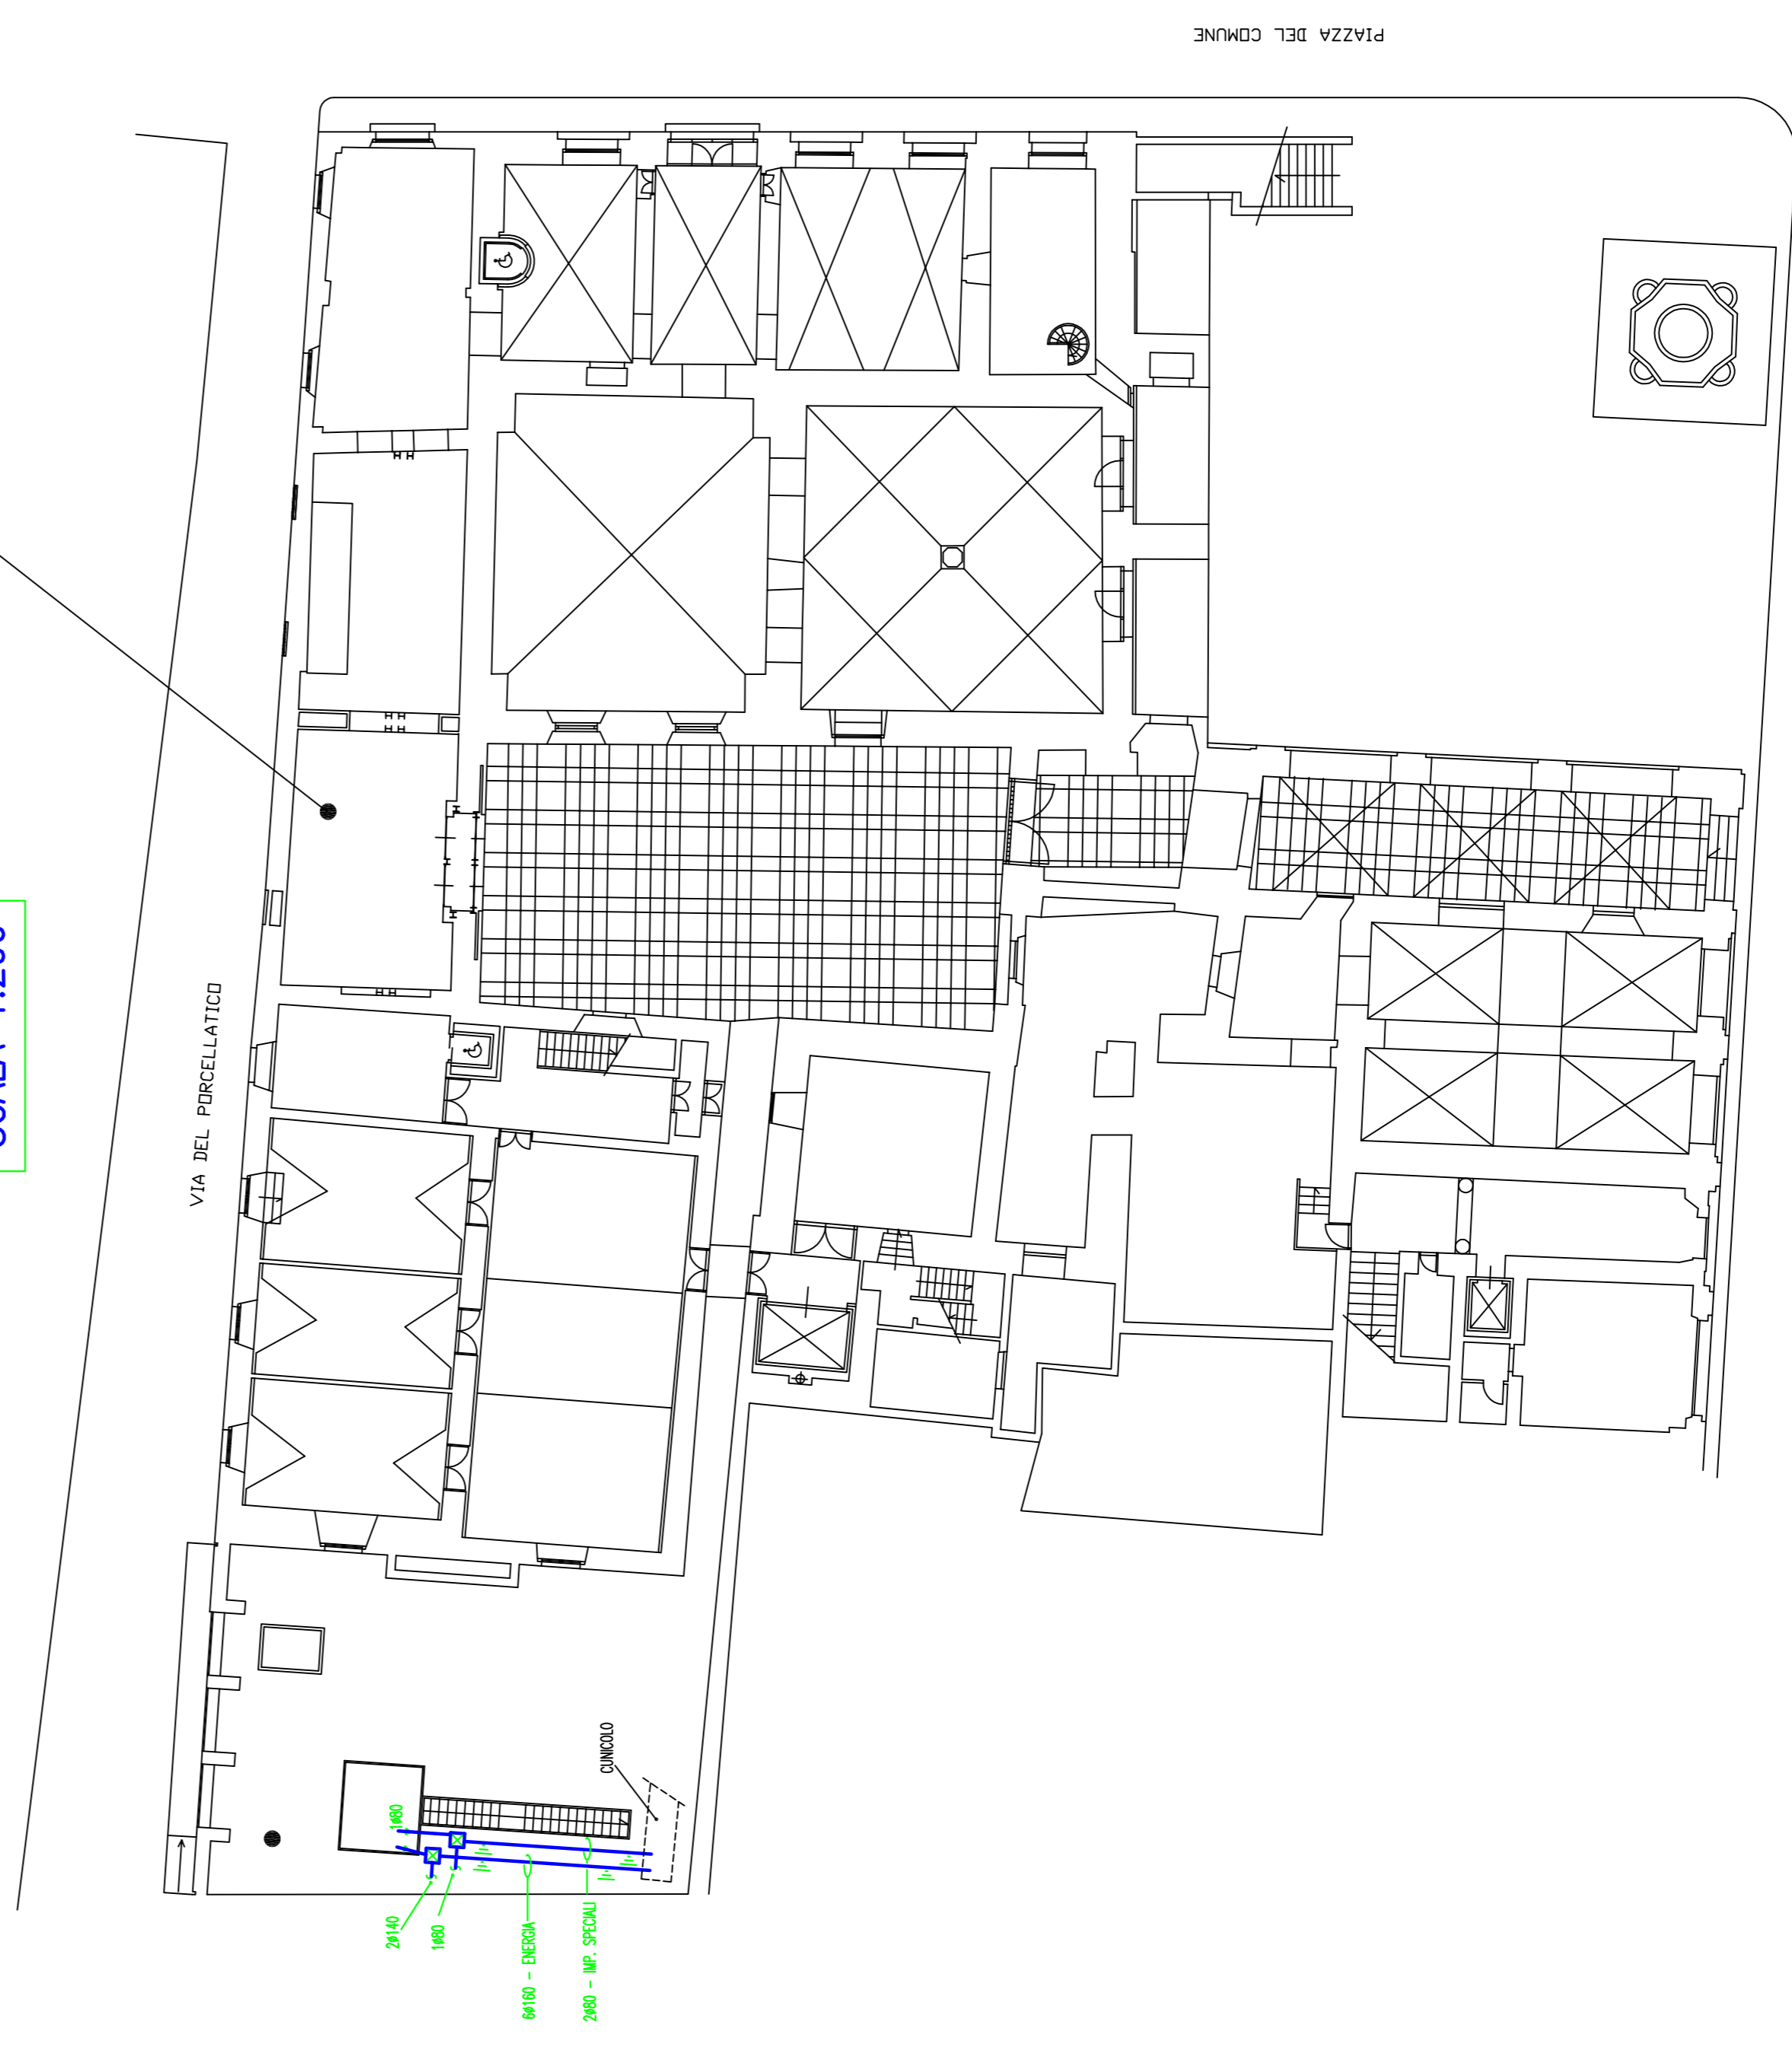 PIAZZA DEL COMUNE
VIA DEL PORCELLATICO
CUNICOLO
1ø80
2ø140
1ø80
6ø160 - ENERGIA
2ø80 - IMP. SPECIALI